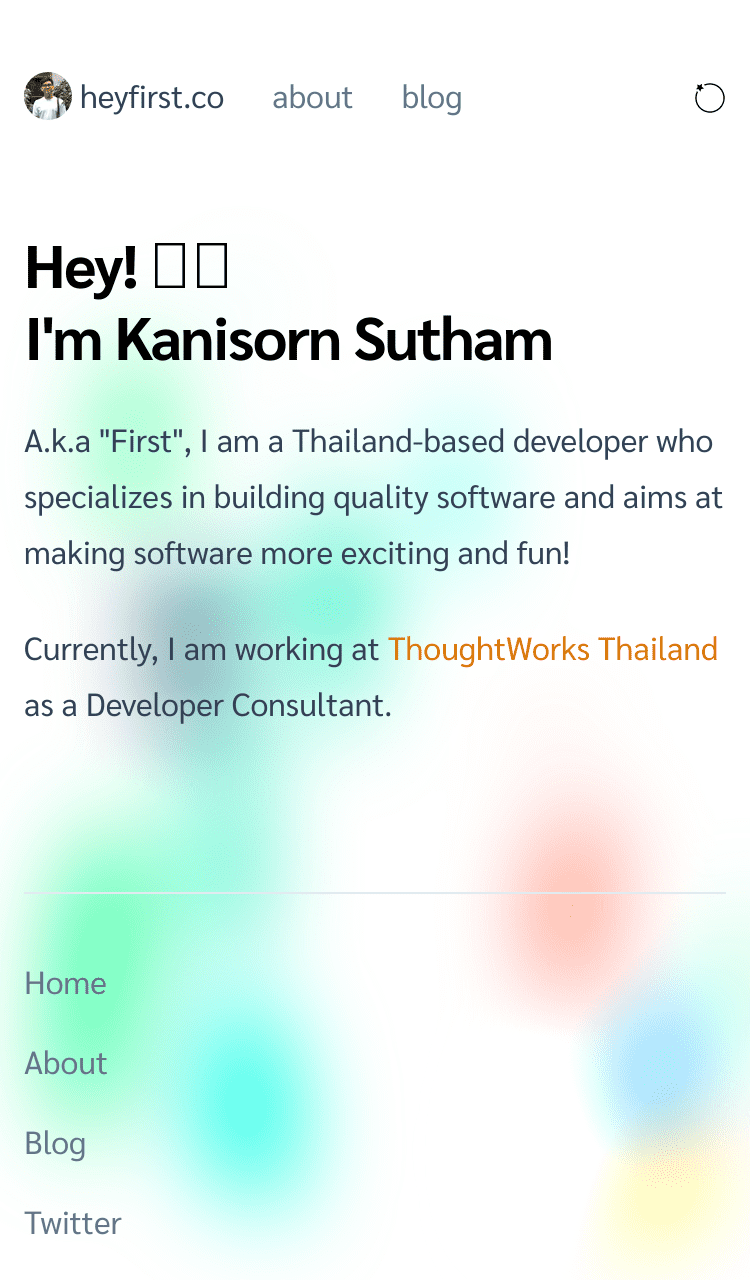 heyfirst.co about blog
Hey!
I'm Kanisorn Sutham
A.k.a "First", I am a Thailand-based developer who
specializes in building quality software and aims at
making software more exciting and fun!
Currently, I am working at ThoughtWorks Thailand
as a Developer Consultant.
Home
About
Blog
Twitter